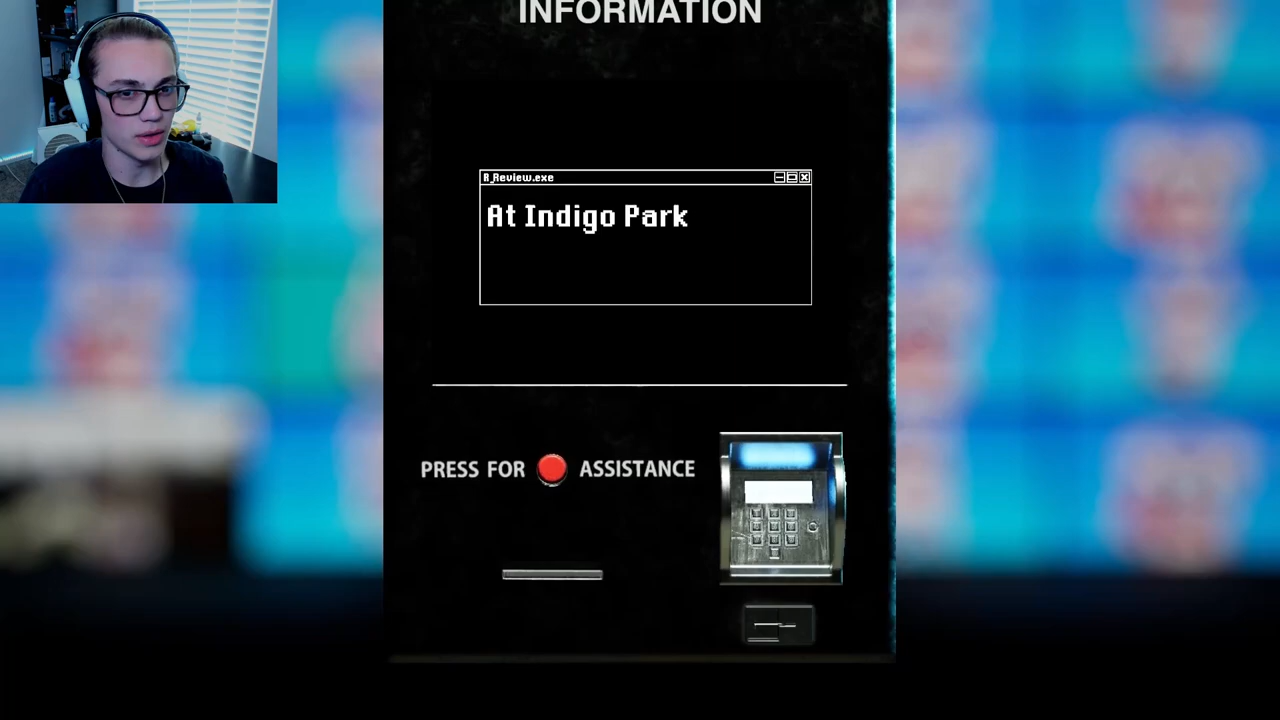 INFORMATION
R_Review.exe
At Indigo Park
PRESS FOR ASSISTANCE